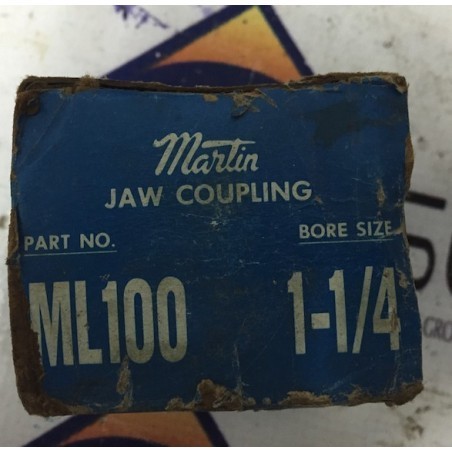 Martin
JAW COUPLING
PART NO. BORE SIZE
ML100 1-1/4